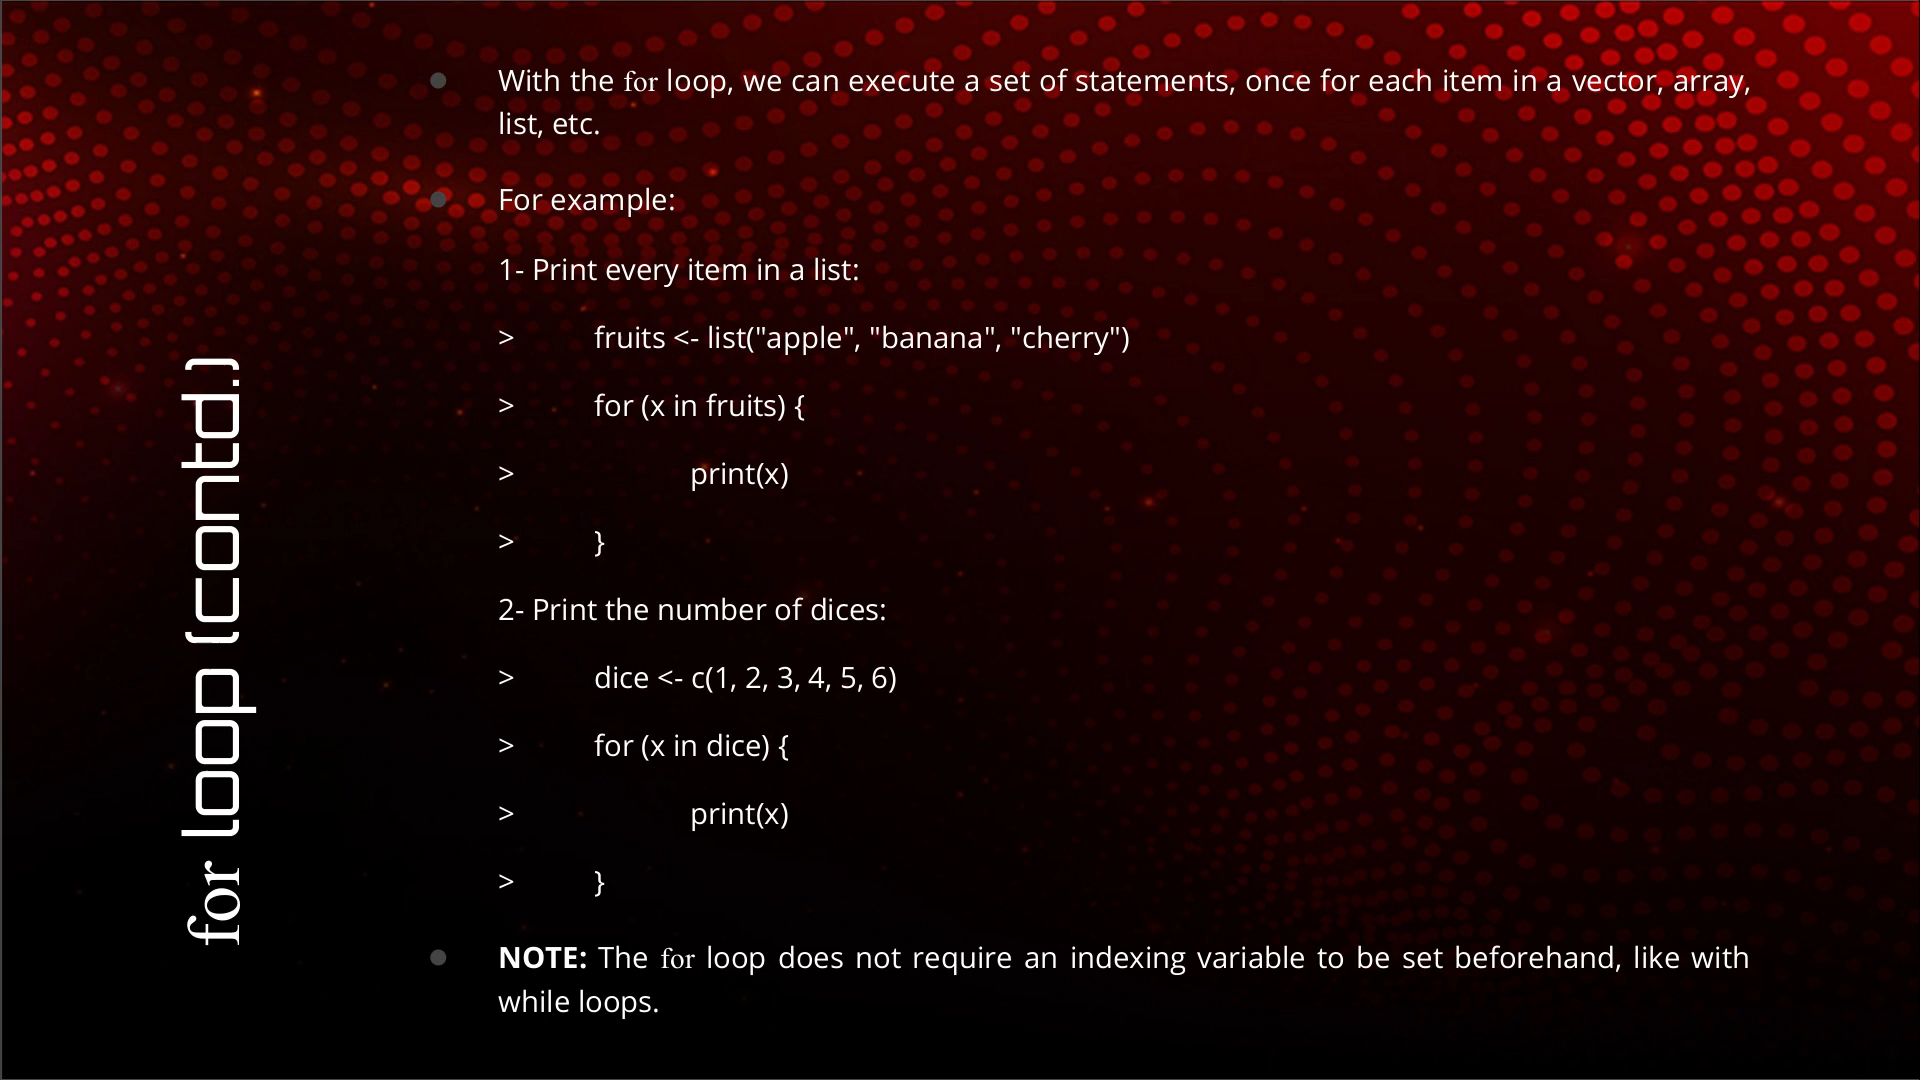 for loop (contd.)
With the for loop, we can execute a set of statements, once for each item in a vector, array,
list, etc.
For example:
1- Print every item in a list:
> fruits <- list("apple", "banana", "cherry")
> for (x in fruits) {
> print(x)
> }
2- Print the number of dices:
> dice <- c(1, 2, 3, 4, 5, 6)
> for (x in dice) {
> print(x)
> }
NOTE: The for loop does not require an indexing variable to be set beforehand, like with
while loops.